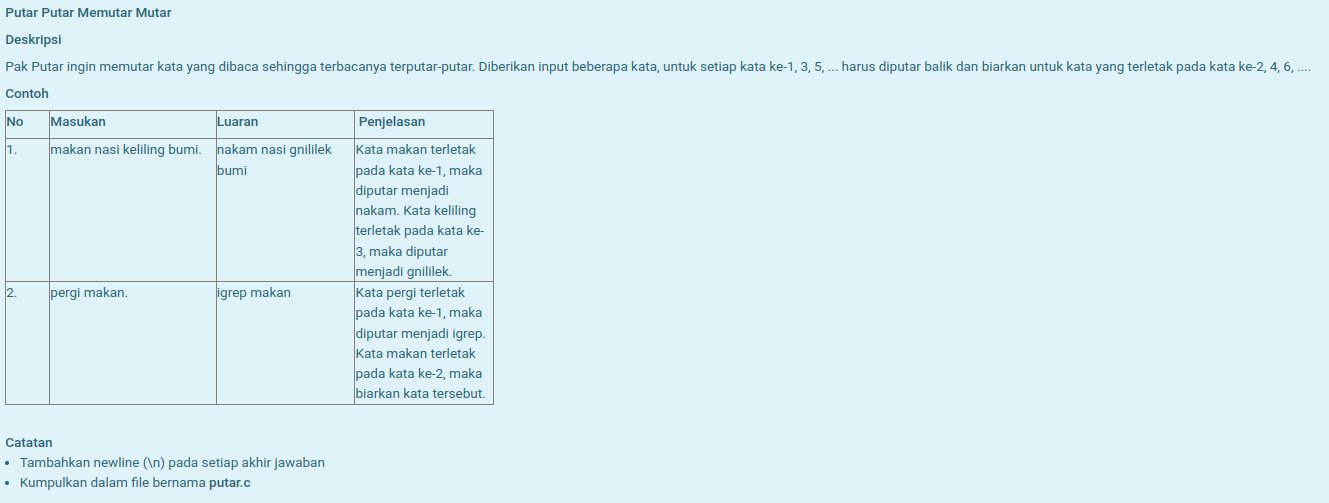 Putar Putar Memutar Mutar
Deskripsi
Pak Putar ingin memutar kata yang dibaca sehingga terbacanya terputar-putar. Diberikan input beberapa kata, untuk setiap kata ke-1, 3, 5, ... harus diputar balik dan biarkan untuk kata yang terletak pada kata ke-2, 4, 6, ....
Contoh
No Masukan Luaran Penjelasan
1. makan nasi keliling bumi. nakam nasi gnililek Kata makan terletak
bumi pada kata ke-1, maka
diputar menjadi
nakam. Kata keliling
terletak pada kata ke-
3, maka diputar
menjadi gnililek.
2. pergi makan. igrep makan Kata pergi terletak
pada kata ke-1, maka
diputar menjadi igrep.
Kata makan terletak
pada kata ke-2, maka
biarkan kata tersebut.
Catatan
• Tambahkan newline (\n) pada setiap akhir jawaban
• Kumpulkan dalam file bernama putar.c